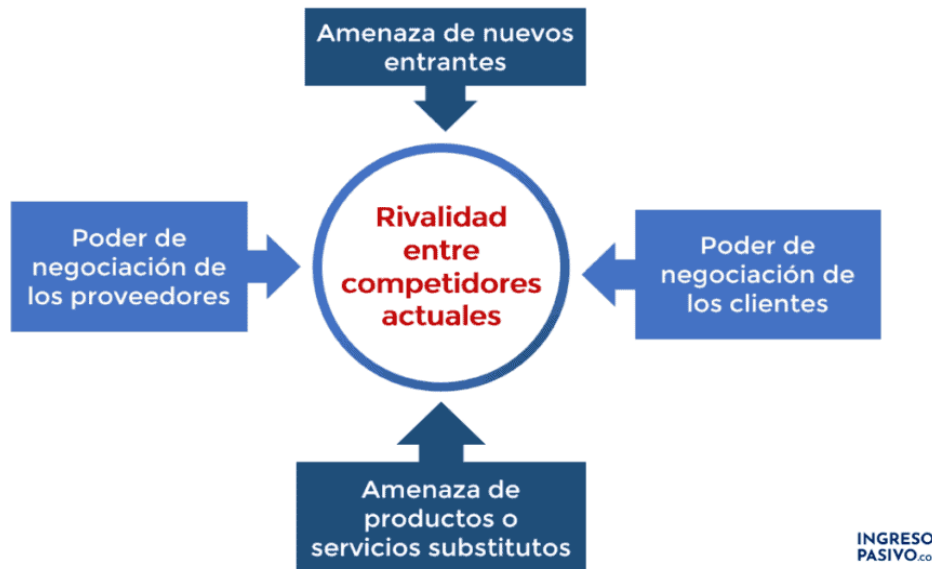 Amenaza de nuevos
entrantes
Poder de
negociación de
los proveedores
Rivalidad
entre
competidores
actuales
Poder de
negociación de
los clientes
Amenaza de
productos o
servicios substitutos
INGRESO
PASIVO.co